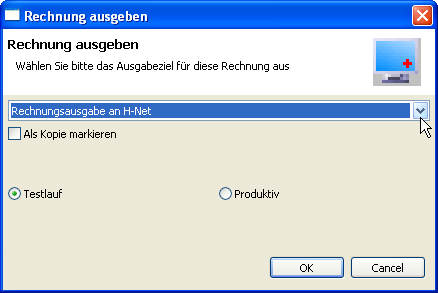 Rechnung ausgeben
Rechnung ausgeben
Wählen Sie bitte das Ausgabeziel für diese Rechnung aus
Rechnungsausgabe an H-Net
Als Kopie markieren
Testlauf Produktiv
OK Cancel